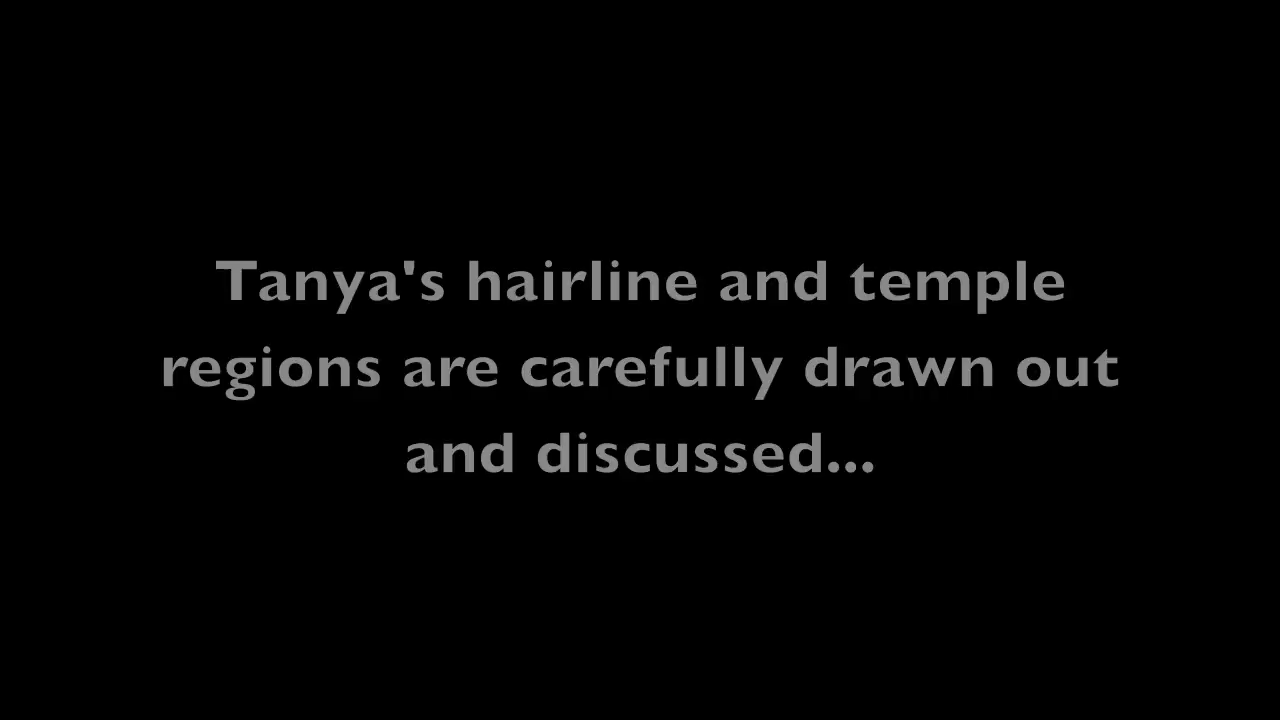 Tanya's hairline and temple
regions are carefully drawn out
and discussed...